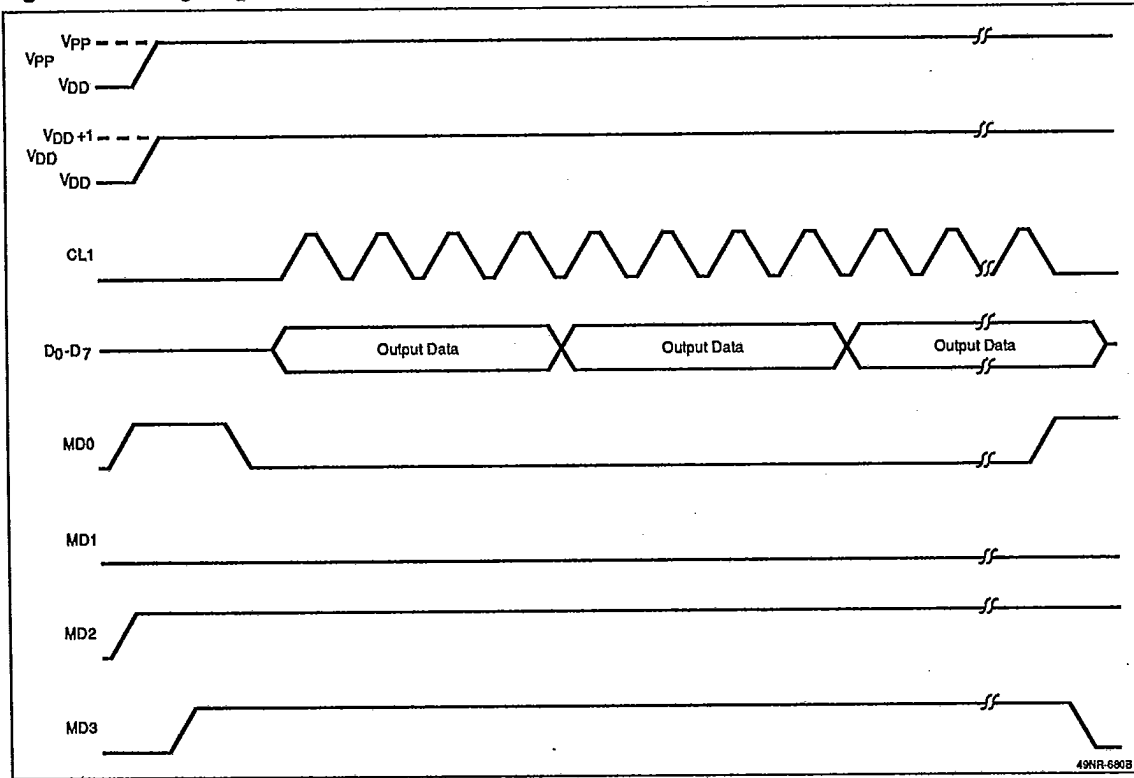 VPP
VPP
VDD
VDD +1
VDD
VDD
CL1
D0-D7
Output Data
Output Data
Output Data
MD0
MD1
MD2
MD3
49NR-680B